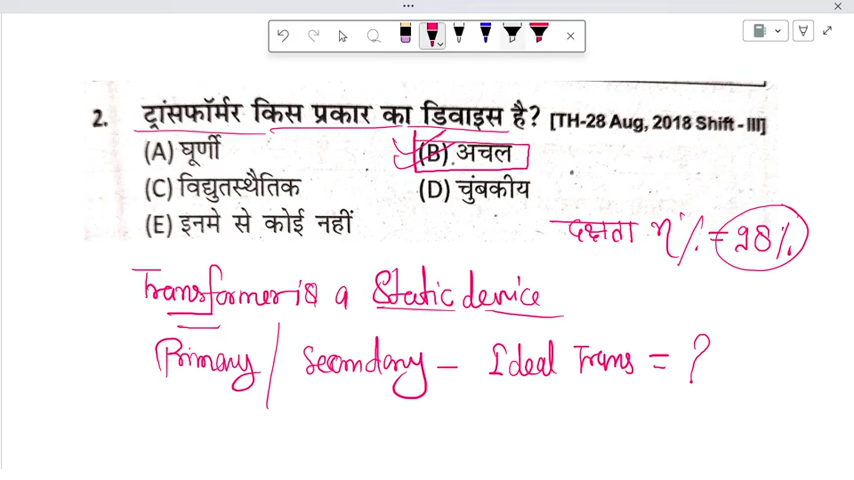 2. ट्रांसफॉर्मर किस प्रकार का डिवाइस है? [TH-28 Aug, 2018 Shift - III]
(A) घूर्णी (B) अचल
(C) विद्युतस्थैतिक (D) चुंबकीय
(E) इनमे से कोई नहीं
दक्षता η % = 98%
Transformer is a Static device
Primary / Secondary - Ideal Trans = ?